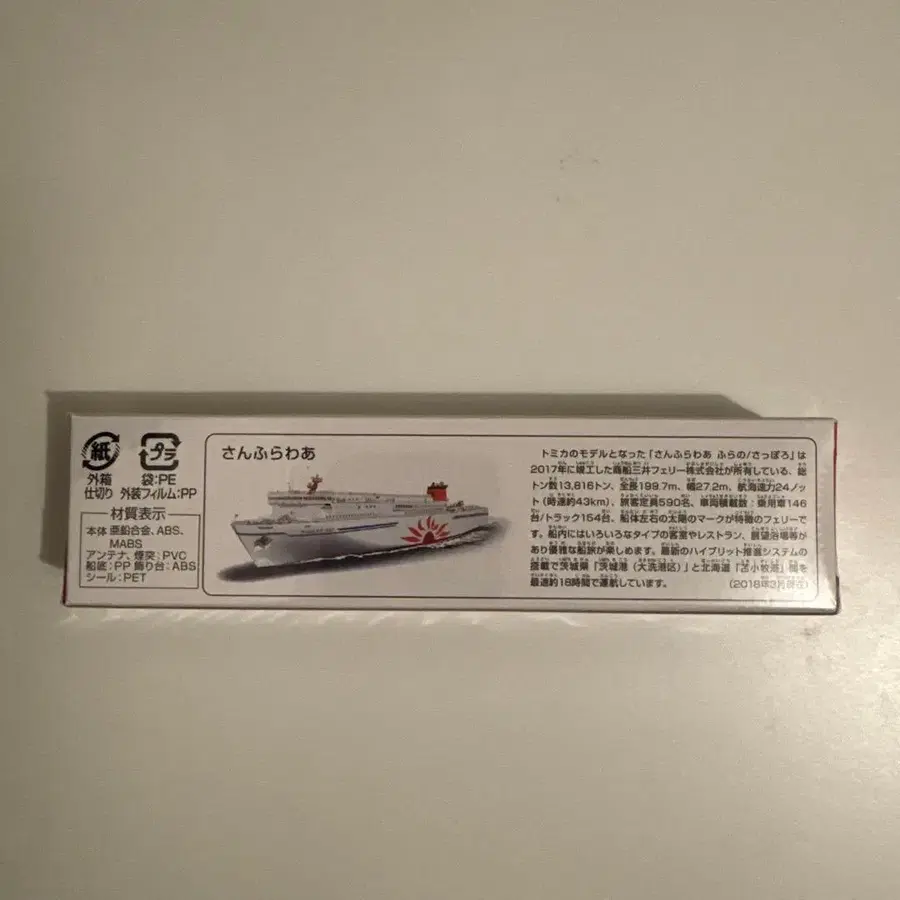 紙
外箱
仕切り
プラ
袋:PE
外装フィルム:PP
材質表示
本体:亜鉛合金、ABS、
MABS
アンテナ、煙突:PVC
船底:PP 飾り台:ABS
シール:PET
さんふらわあ
トミカのモデルとなった「さんふらわあ ふらの/さっぽろ」は
2017年に竣工した商船三井フェリー株式会社が所有している、総
トン数13,816トン、全長199.7m、幅27.2m、航海速力24ノッ
ト(時速約43km)、旅客定員590名、車両積載数:乗用車146
台/トラック154台、船体左右の太陽のマークが特徴のフェリーで
す。船内にはいろいろなタイプの客室やレストラン、展望浴場等が
あり優雅な船旅が楽しめます。最新のハイブリット推進システムの
搭載で茨城県「茨城港(大洗港区)」と北海道「苫小牧港」間を
最速約18時間で運航しています。
(2018年3月現在)